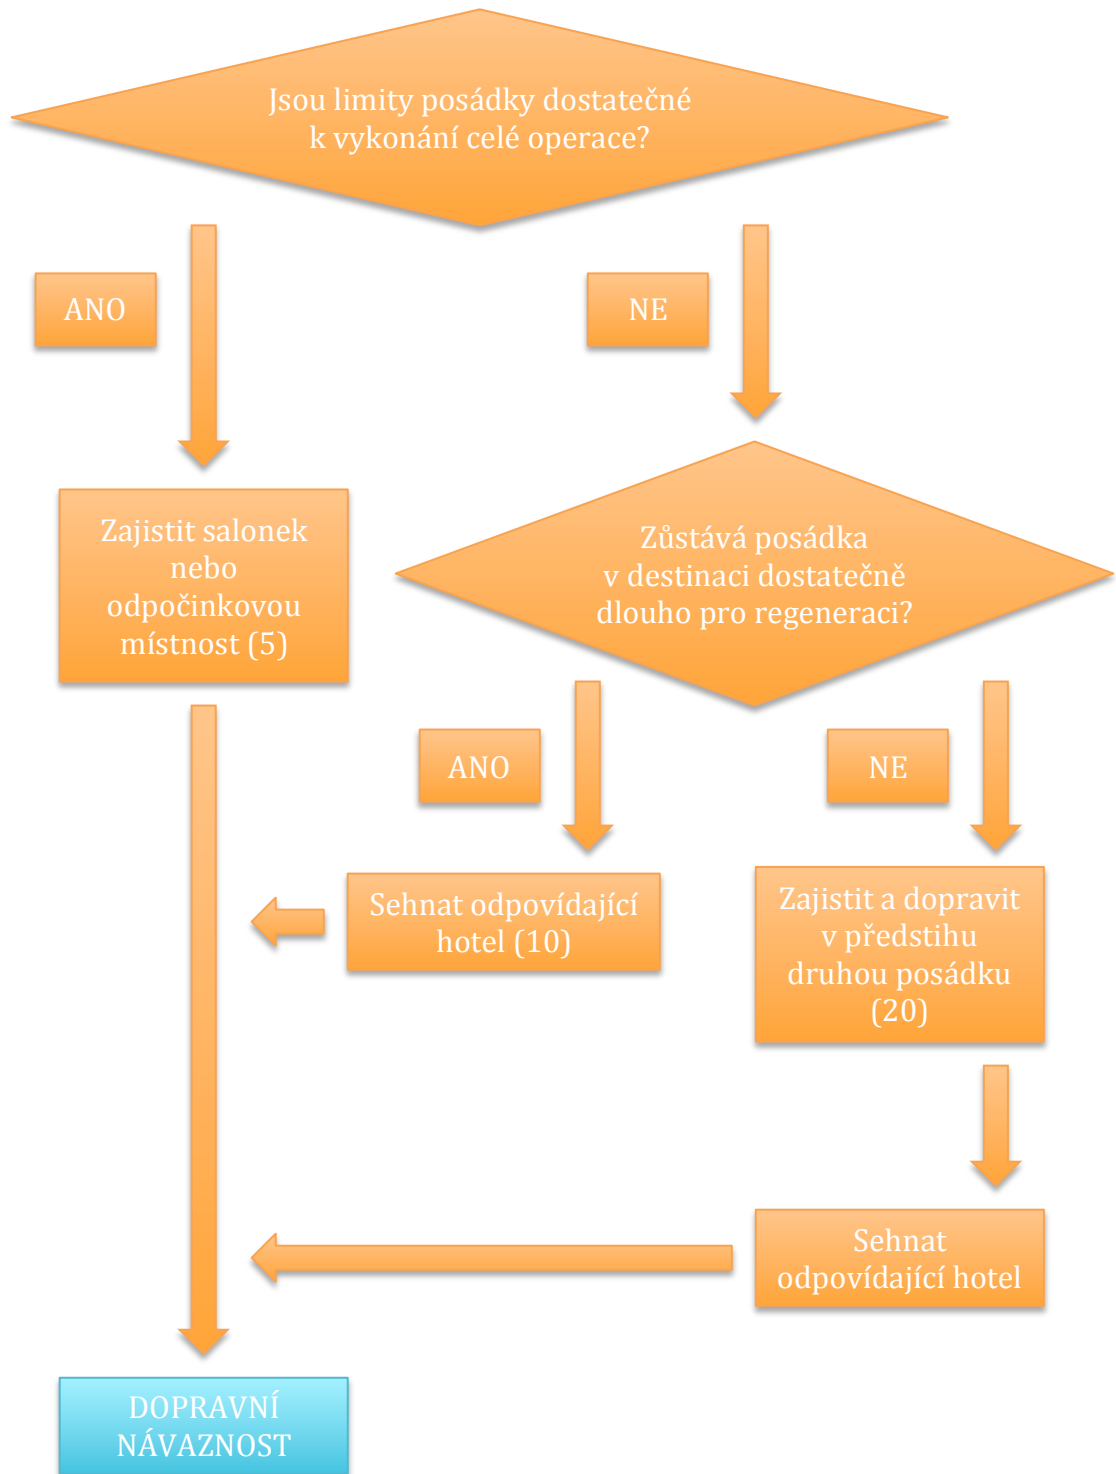 Jsou limity posádky dostatečné
k vykonání celé operace?
ANO
NE
Zajistit salonek
nebo
odpočinkovou
místnost (5)
Zůstává posádka
v destinaci dostatečně
dlouho pro regeneraci?
ANO
NE
Sehnat odpovídající
hotel (10)
Zajistit a dopravit
v předstihu
druhou posádku
(20)
Sehnat
odpovídající hotel
DOPRAVNÍ
NÁVAZNOST